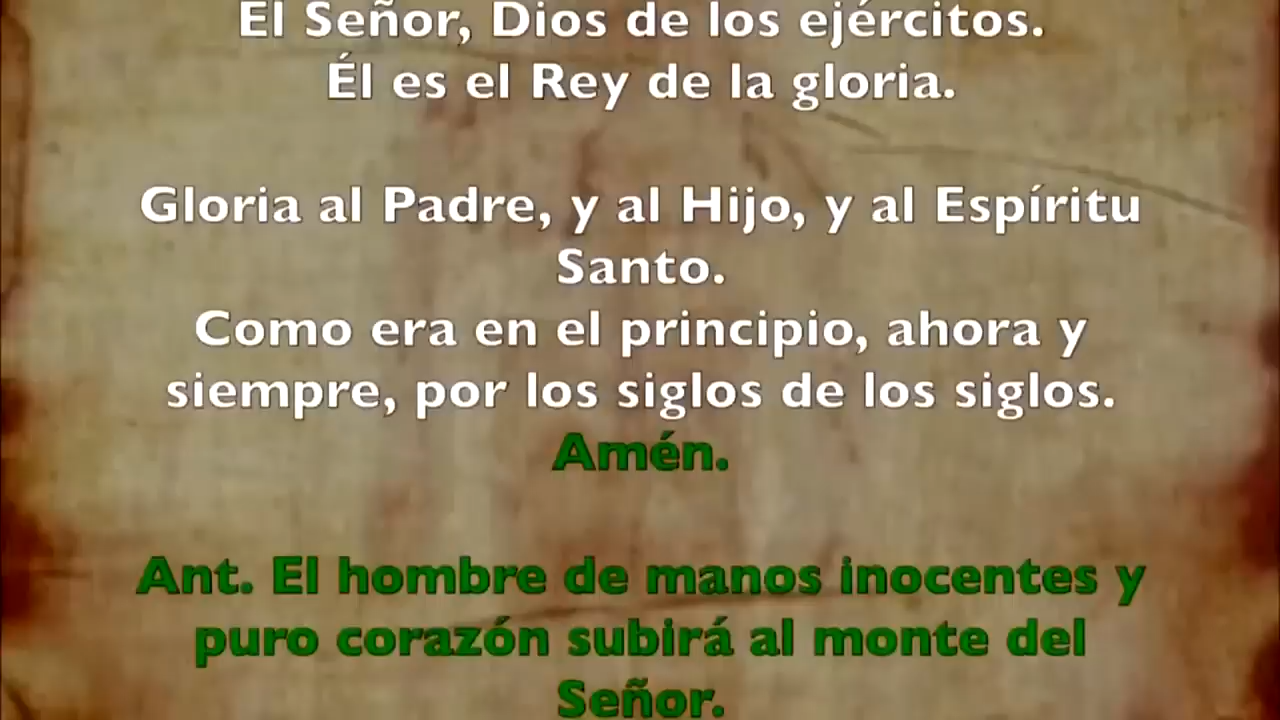 El Señor, Dios de los ejércitos.
Él es el Rey de la gloria.
Gloria al Padre, y al Hijo, y al Espíritu
Santo.
Como era en el principio, ahora y
siempre, por los siglos de los siglos.
Amén.
Ant. El hombre de manos inocentes y
puro corazón subirá al monte del
Señor.